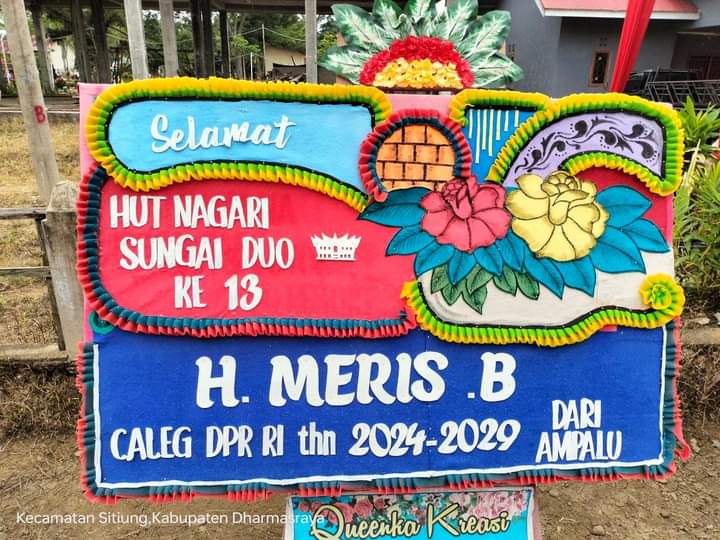 Selamat
HUT NAGARI
SUNGAI DUO
KE 13
H. MERIS .B
CALEG DPR RI thn 2024-2029
DARI
AMPALU
Kecamatan Sitiung,Kabupaten Dharmasraya
Queenka Kreasi
B